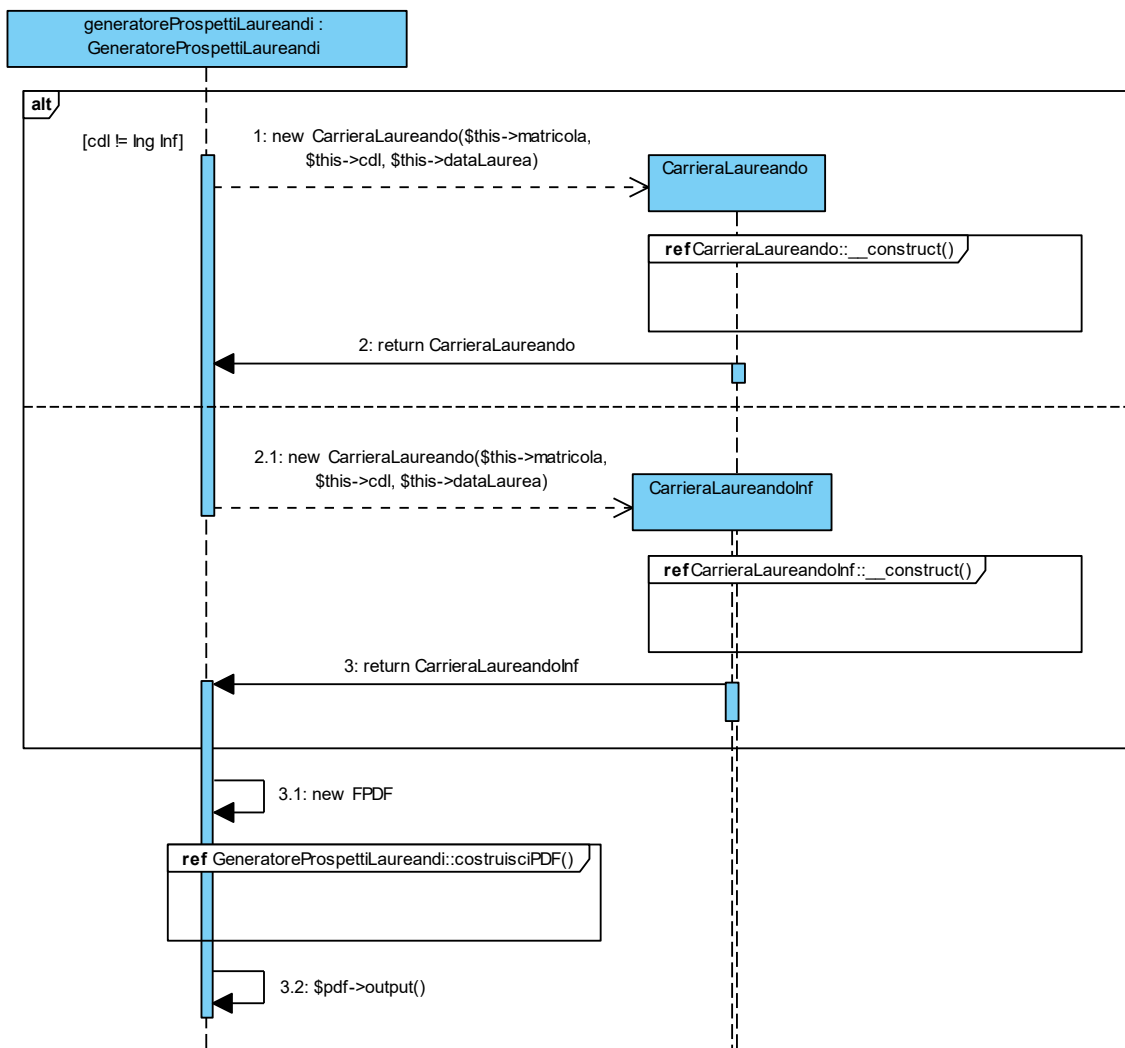 generatoreProspettiLaureandi :
GeneratoreProspettiLaureandi
alt
[cdl != Ing Inf]
1: new CarrieraLaureando($this->matricola,
$this->cdl, $this->dataLaurea)
CarrieraLaureando
ref CarrieraLaureando::__construct()
2: return CarrieraLaureando
2.1: new CarrieraLaureando($this->matricola,
$this->cdl, $this->dataLaurea)
CarrieraLaureandoInf
ref CarrieraLaureandoInf::__construct()
3: return CarrieraLaureandoInf
3.1: new FPDF
ref GeneratoreProspettiLaureandi::costruisciPDF()
3.2: $pdf->output()